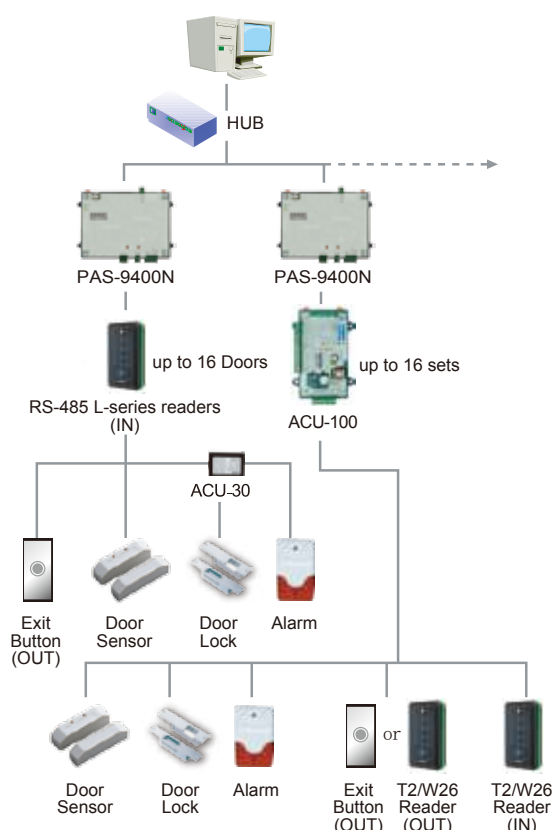 HUB
PAS-9400N
PAS-9400N
up to 16 Doors
up to 16 sets
RS-485 L-series readers
(IN)
ACU-100
ACU-30
Exit
Button
(OUT)
Door
Sensor
Door
Lock
Alarm
Door
Sensor
Door
Lock
Alarm
Exit
Button
(OUT)
or
T2/W26
Reader
(OUT)
T2/W26
Reader
(IN)